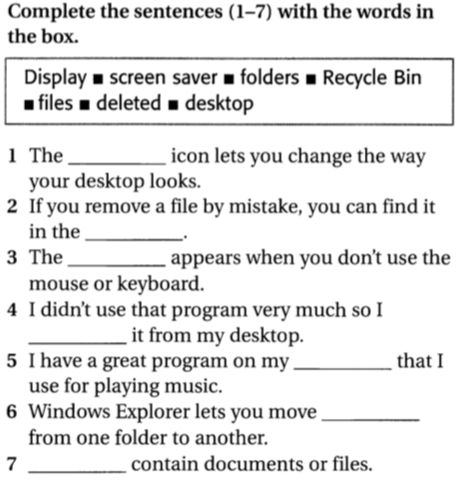 Complete the sentences (1–7) with the words in
the box.
Display ■ screen saver ■ folders ■ Recycle Bin
■ files ■ deleted ■ desktop
1 The __________ icon lets you change the way
your desktop looks.
2 If you remove a file by mistake, you can find it
in the __________.
3 The __________ appears when you don't use the
mouse or keyboard.
4 I didn't use that program very much so I
__________ it from my desktop.
5 I have a great program on my __________ that I
use for playing music.
6 Windows Explorer lets you move __________
from one folder to another.
7 __________ contain documents or files.